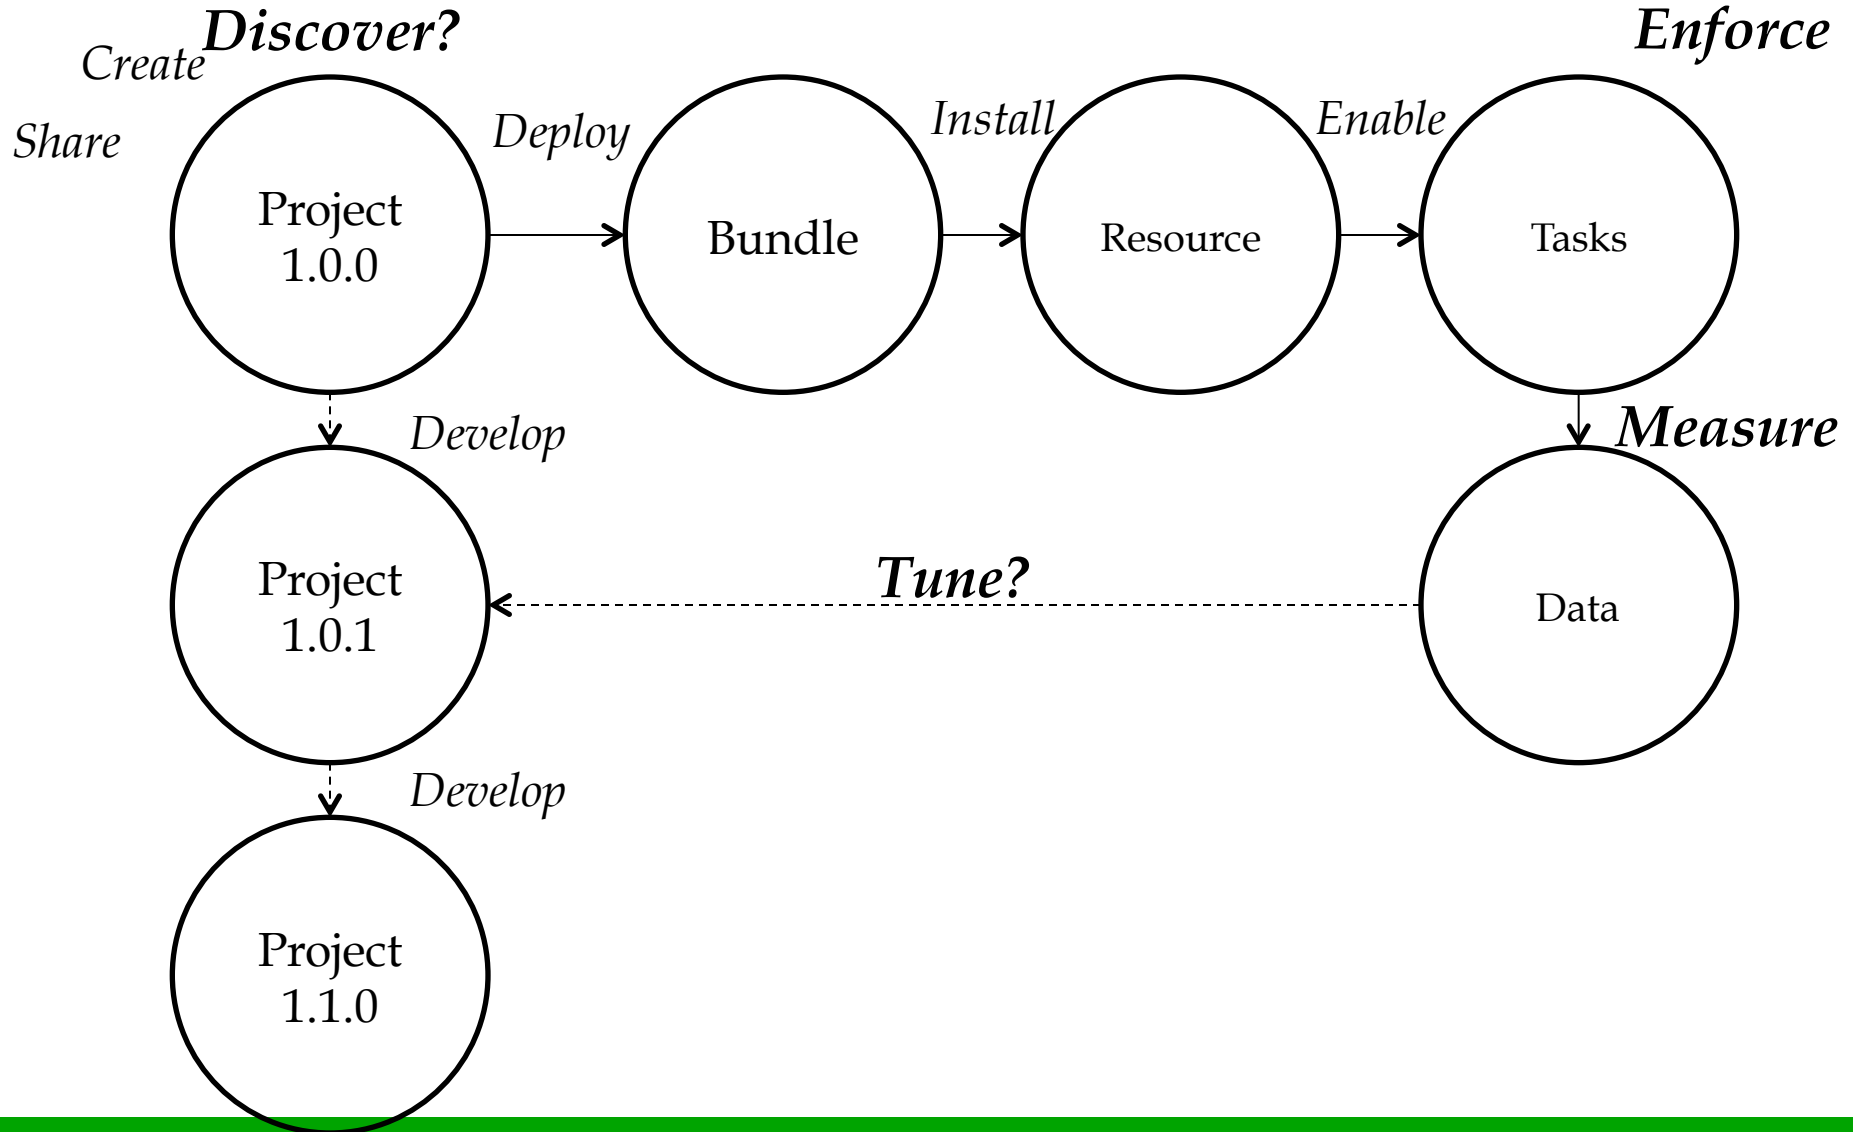 Discover?
Enforce
Create
Share
Deploy
Install
Enable
Project
1.0.0
Bundle
Resource
Tasks
Develop
Measure
Project
1.0.1
Tune?
Data
Develop
Project
1.1.0